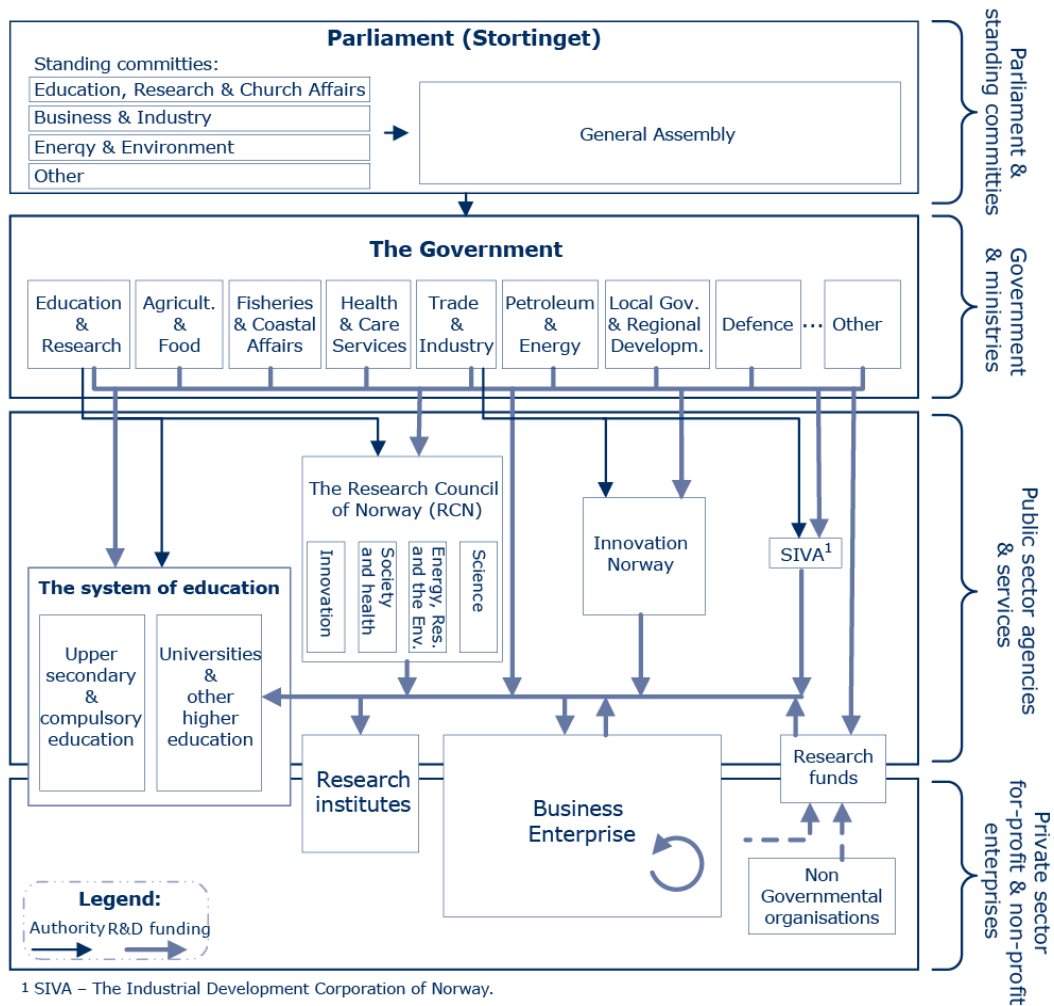 Parliament (Stortinget)
Standing committees:
Education, Research & Church Affairs
Business & Industry
Energy & Environment
Other
General Assembly
Parliament &
standing committies
The Government
Education
&
Research
Agricult.
&
Food
Fisheries
& Coastal
Affairs
Health
& Care
Services
Trade
&
Industry
Petroleum
&
Energy
Local Gov.
& Regional
Developm.
Defence
...
Other
Government
& ministries
The Research Council
of Norway (RCN)
Innovation
Society
and health
Energy, Res.
and the Env.
Science
Innovation
Norway
SIVA1
The system of education
Upper
secondary
&
compulsory
education
Universities
&
other
higher
education
Public sector agencies
& services
Research
institutes
Business
Enterprise
Research
funds
Non
Governmental
organisations
Private sector
for-profit & non-profit
enterprises
Legend:
Authority
R&D funding
1 SIVA – The Industrial Development Corporation of Norway.